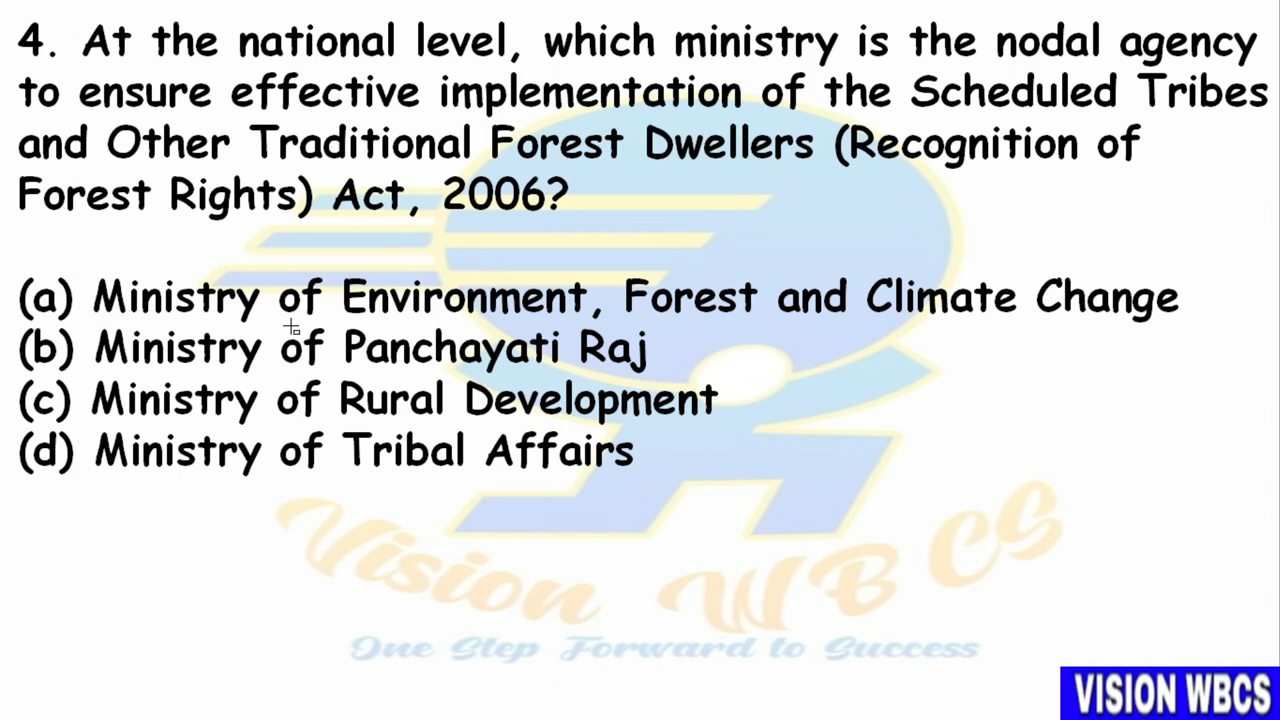 4. At the national level, which ministry is the nodal agency
to ensure effective implementation of the Scheduled Tribes
and Other Traditional Forest Dwellers (Recognition of
Forest Rights) Act, 2006?
(a) Ministry of Environment, Forest and Climate Change
(b) Ministry of Panchayati Raj
(c) Ministry of Rural Development
(d) Ministry of Tribal Affairs
Vision WBCS
One Step Forward to Success
VISION WBCS